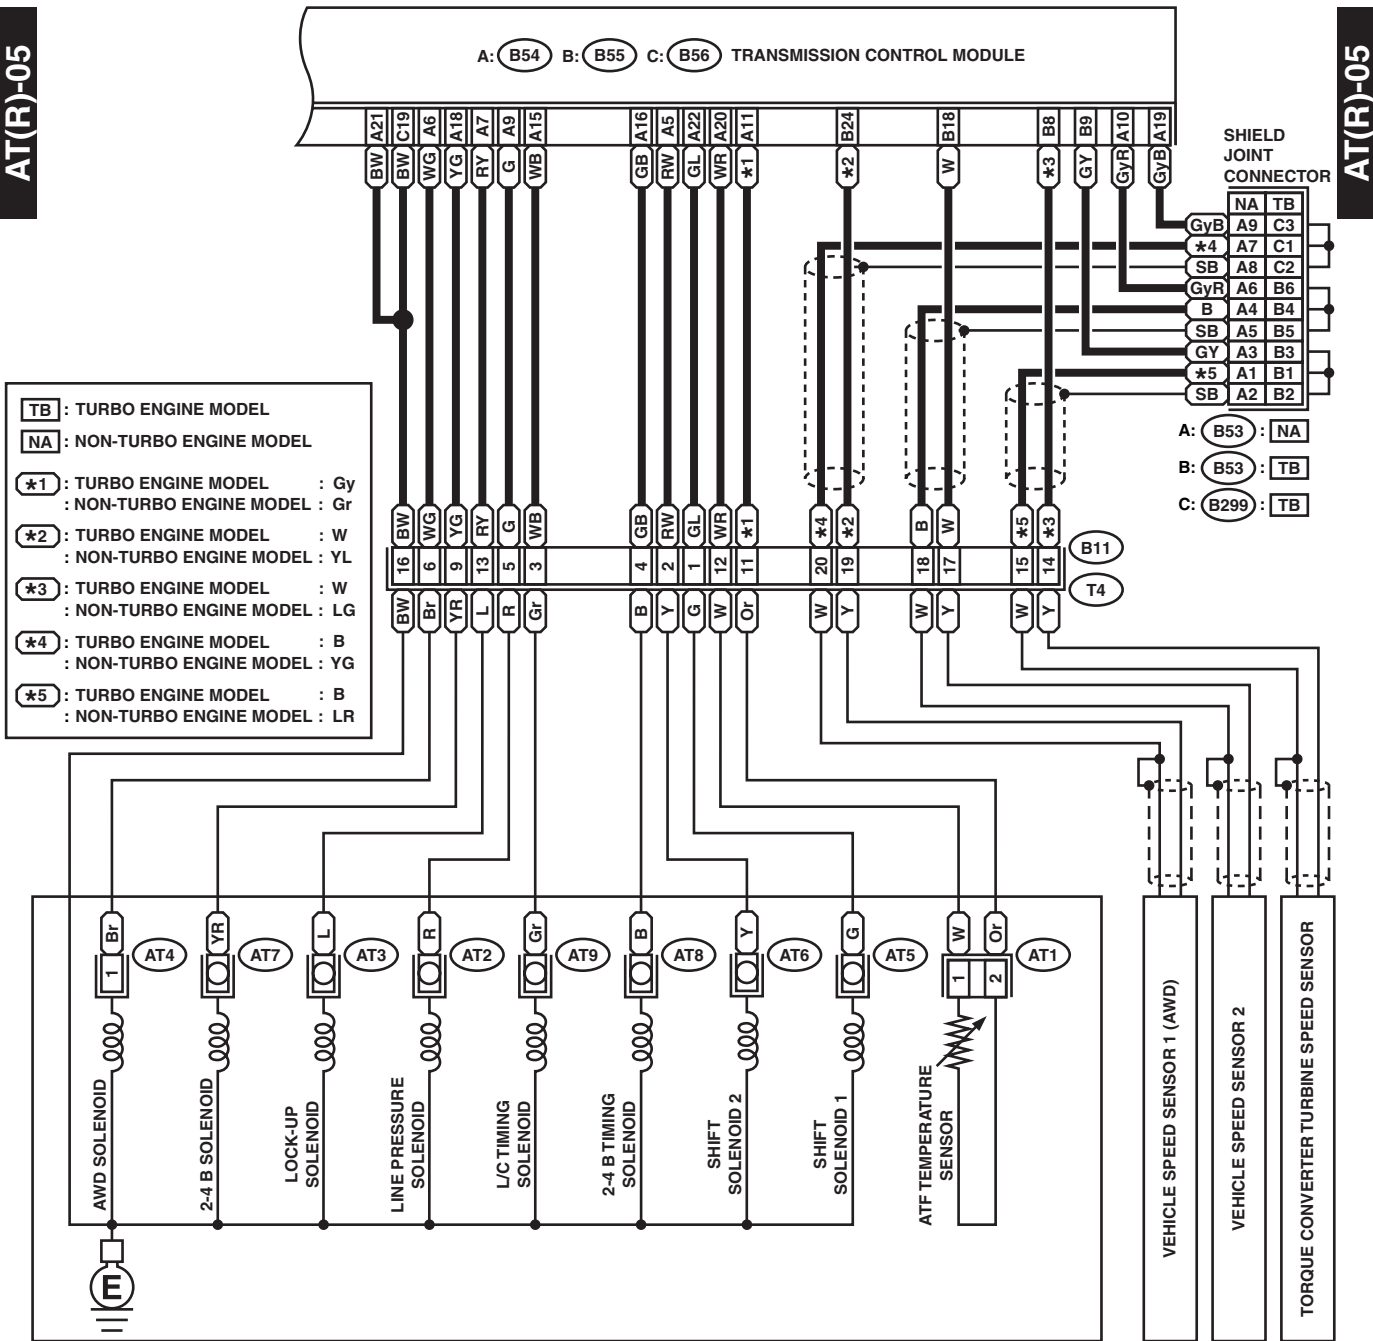 AT(R)-05
AT(R)-05
A: B54 B: B55 C: B56 TRANSMISSION CONTROL MODULE
A21 C19 A6 A18 A7 A9 A15 A16 A5 A22 A20 A11 B24 B18 B8 B9 A10 A19
BW BW WG YG RY G WB GB RW GL WR *1 *2 W *3 GY GyR GyB
SHIELD
JOINT
CONNECTOR
NA TB
GyB A9 C3
*4 A7 C1
SB A8 C2
GyR A6 B6
B A4 B4
SB A5 B5
GY A3 B3
*5 A1 B1
SB A2 B2
A: B53 : NA
B: B53 : TB
C: B299 : TB
TB : TURBO ENGINE MODEL
NA : NON-TURBO ENGINE MODEL
*1 : TURBO ENGINE MODEL : Gy
: NON-TURBO ENGINE MODEL : Gr
*2 : TURBO ENGINE MODEL : W
: NON-TURBO ENGINE MODEL : YL
*3 : TURBO ENGINE MODEL : W
: NON-TURBO ENGINE MODEL : LG
*4 : TURBO ENGINE MODEL : B
: NON-TURBO ENGINE MODEL : YG
*5 : TURBO ENGINE MODEL : B
: NON-TURBO ENGINE MODEL : LR
BW WG YG RY G WB GB RW GL WR *1 *4 *2 B W *5 *3
16 6 9 13 5 3 4 2 1 12 11 20 19 18 17 15 14
B11
T4
BW Br YR L R Gr B Y G W Or W Y W Y W Y
Br YR L R Gr B Y G W Or
1 AT4 AT7 AT3 AT2 AT9 AT8 AT6 AT5 1 2 AT1
AWD SOLENOID
2-4 B SOLENOID
LOCK-UP
SOLENOID
LINE PRESSURE
SOLENOID
L/C TIMING
SOLENOID
2-4 B TIMING
SOLENOID
SHIFT
SOLENOID 2
SHIFT
SOLENOID 1
ATF TEMPERATURE
SENSOR
VEHICLE SPEED SENSOR 1 (AWD)
VEHICLE SPEED SENSOR 2
TORQUE CONVERTER TURBINE SPEED SENSOR
E